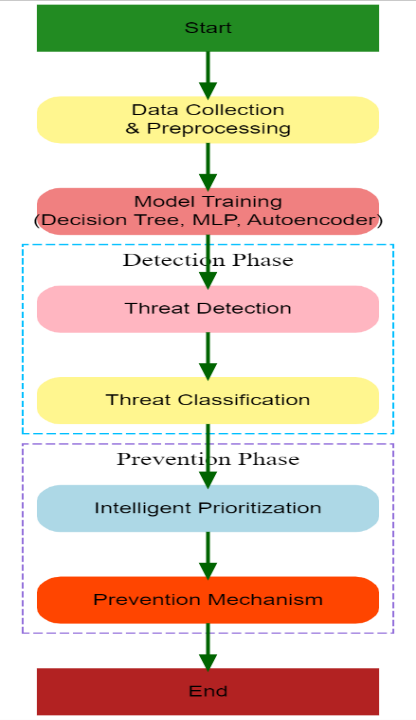 Start
Data Collection
& Preprocessing
Model Training
(Decision Tree, MLP, Autoencoder)
Detection Phase
Threat Detection
Threat Classification
Prevention Phase
Intelligent Prioritization
Prevention Mechanism
End